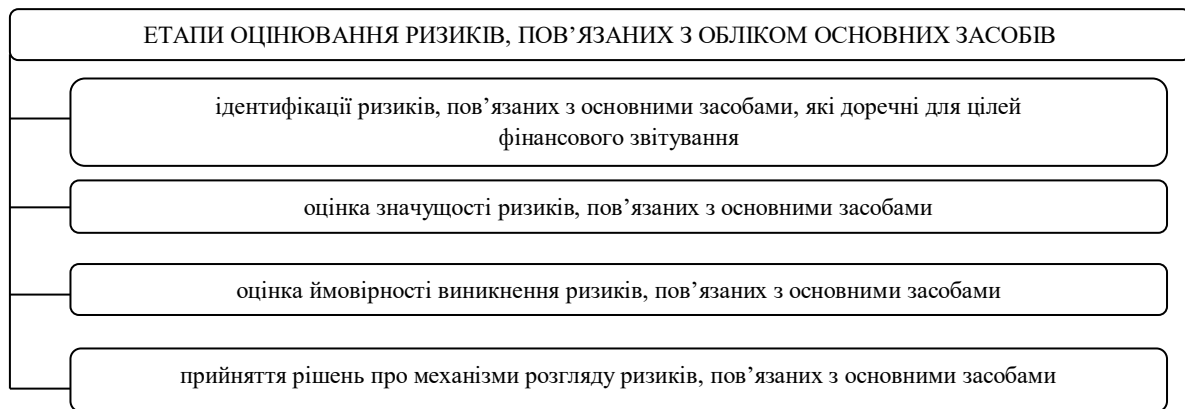 ЕТАПИ ОЦІНЮВАННЯ РИЗИКІВ, ПОВ’ЯЗАНИХ З ОБЛІКОМ ОСНОВНИХ ЗАСОБІВ
ідентифікації ризиків, пов’язаних з основними засобами, які доречні для цілей
фінансового звітування
оцінка значущості ризиків, пов’язаних з основними засобами
оцінка ймовірності виникнення ризиків, пов’язаних з основними засобами
прийняття рішень про механізми розгляду ризиків, пов’язаних з основними засобами